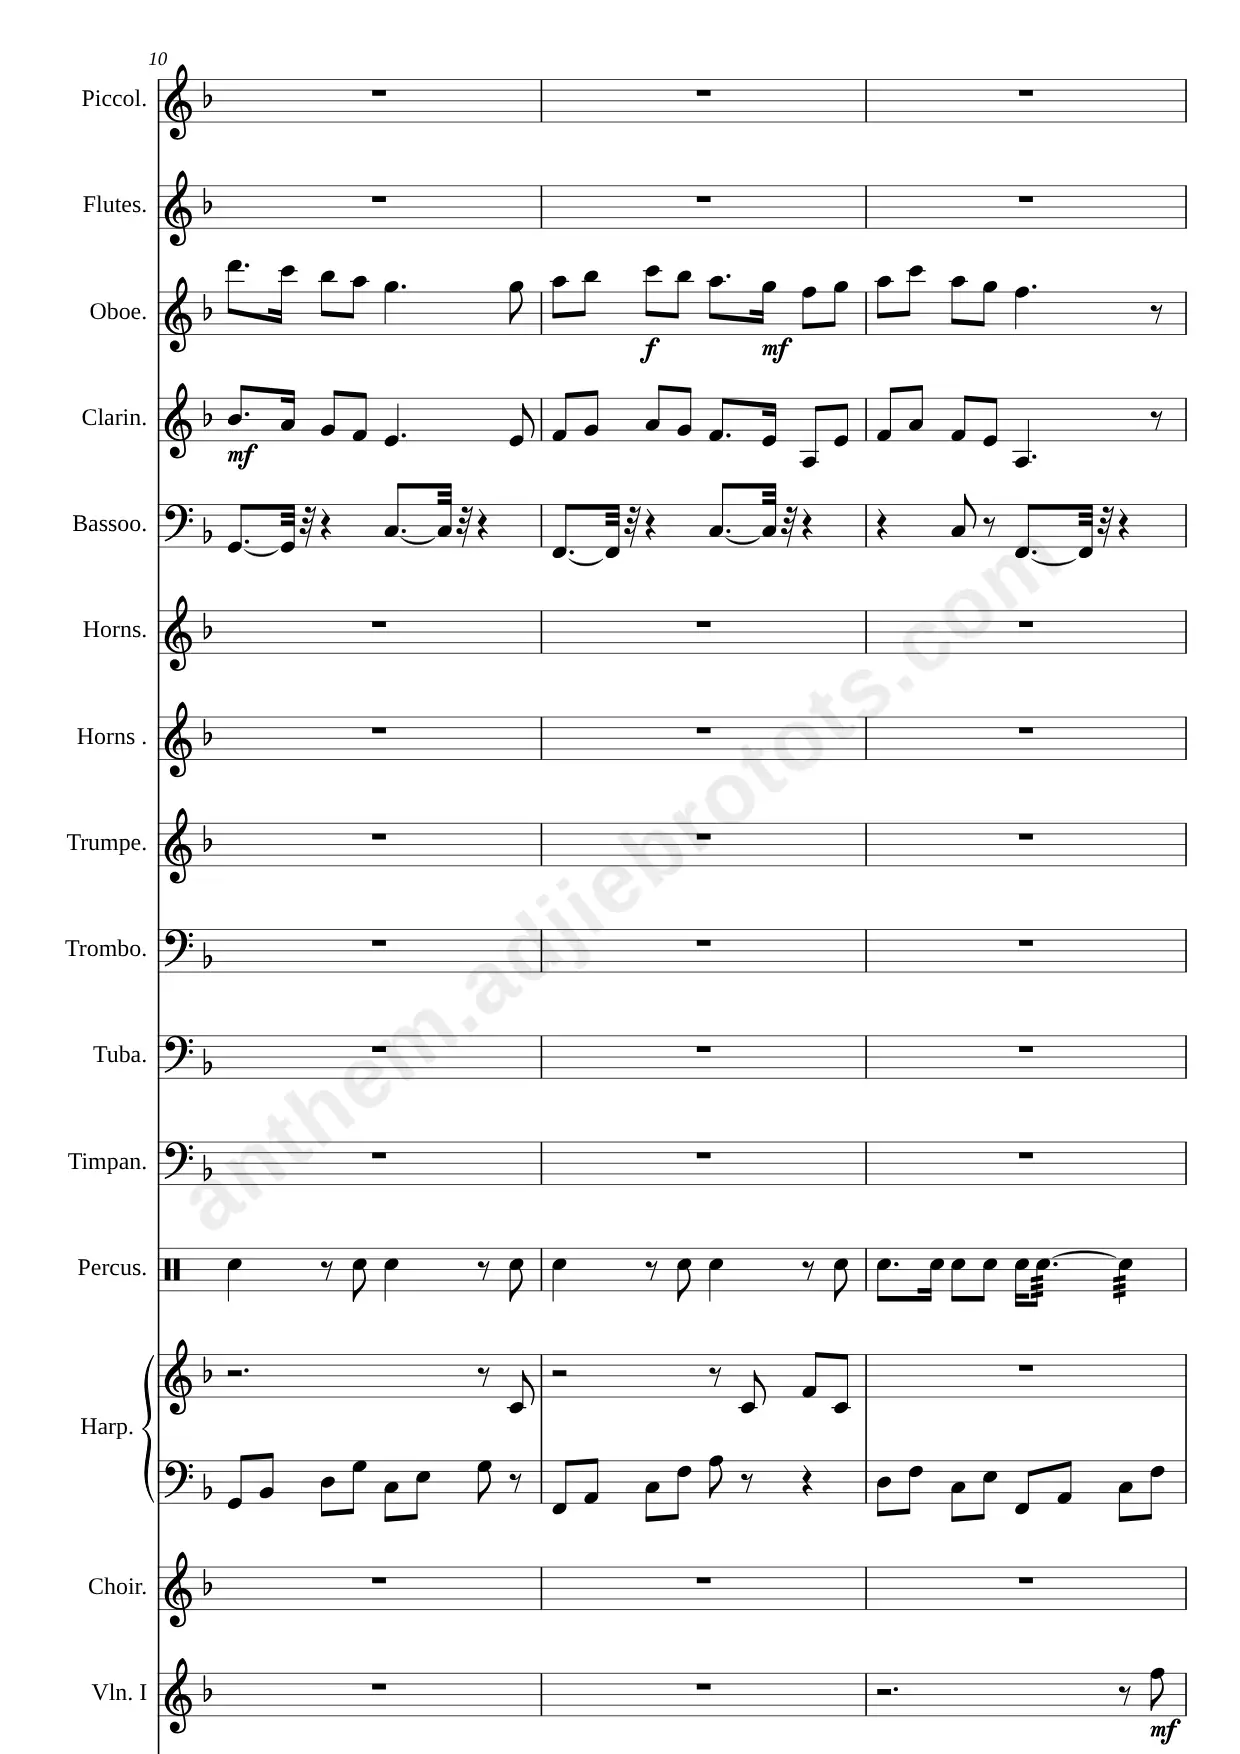 10
Piccol.
Flutes.
Oboe.
f
mf
Clarin.
mf
Bassoo.
Horns.
Horns .
Trumpe.
Trombo.
Tuba.
Timpan.
Percus.
Harp.
Choir.
Vln. I
mf
anthem.adjiebrotots.com